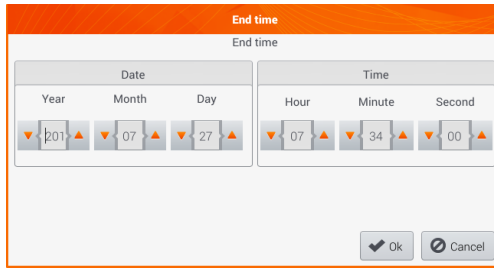 End time
End time
Date Time
Year Month Day Hour Minute Second
201 07 27 07 34 00
Ok Cancel